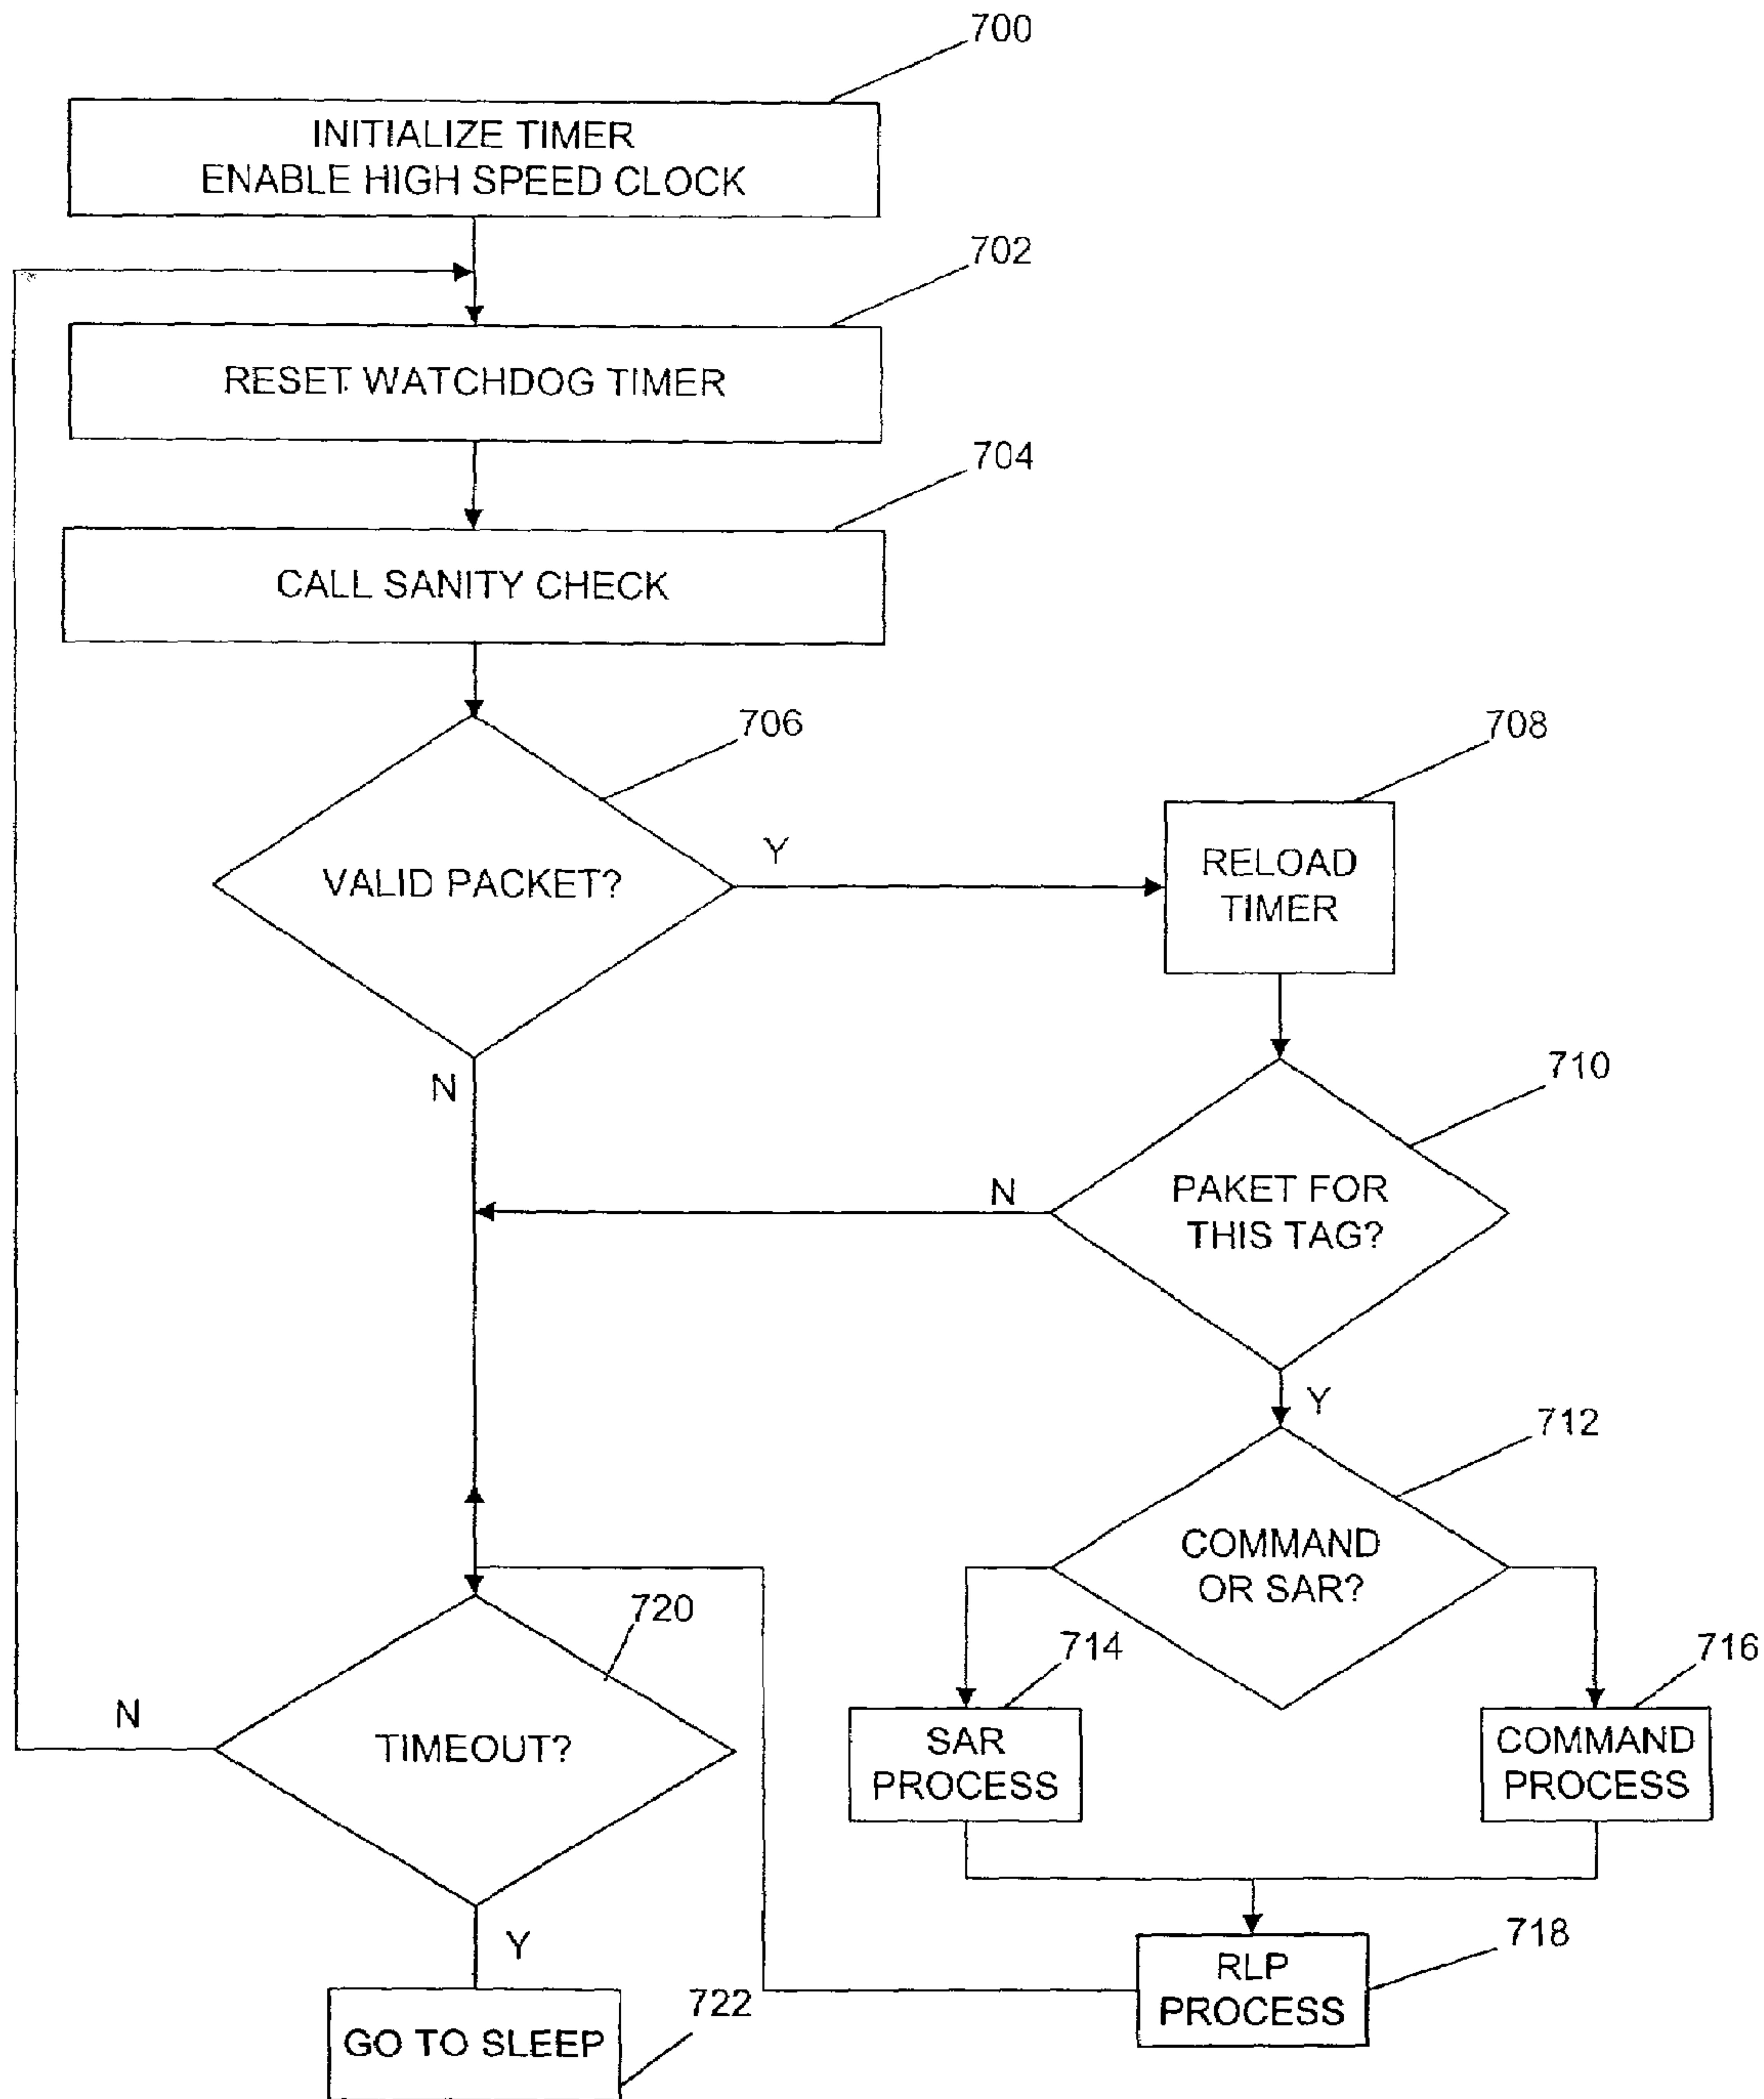 700
INITIALIZE TIMER
ENABLE HIGH SPEED CLOCK
702
RESET WATCHDOG TIMER
704
CALL SANITY CHECK
706
VALID PACKET?
Y
N
708
RELOAD
TIMER
710
PAKET FOR
THIS TAG?
N
Y
712
COMMAND
OR SAR?
714
SAR
PROCESS
716
COMMAND
PROCESS
718
RLP
PROCESS
720
TIMEOUT?
N
Y
722
GO TO SLEEP